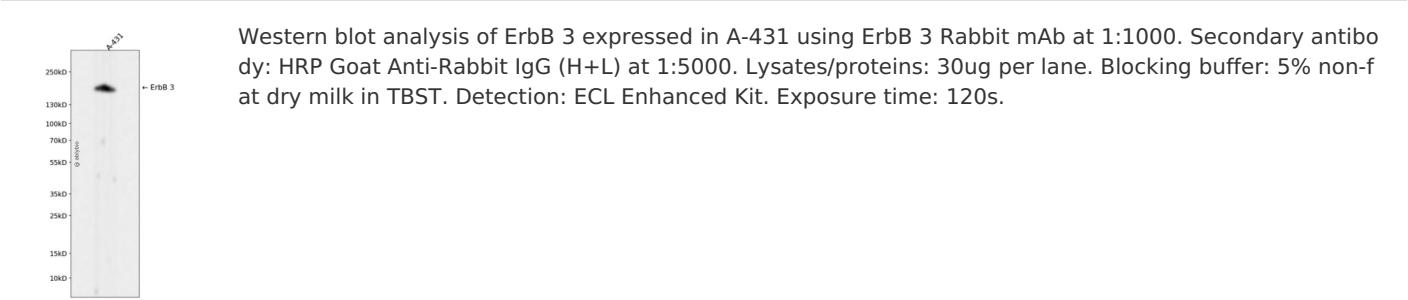 A-431
Western blot analysis of ErbB 3 expressed in A-431 using ErbB 3 Rabbit mAb at 1:1000. Secondary antibo
dy: HRP Goat Anti-Rabbit IgG (H+L) at 1:5000. Lysates/proteins: 30ug per lane. Blocking buffer: 5% non-f
at dry milk in TBST. Detection: ECL Enhanced Kit. Exposure time: 120s.
250kD
← ErbB 3
130kD
100kD
70kD
55kD
35kD
25kD
15kD
10kD